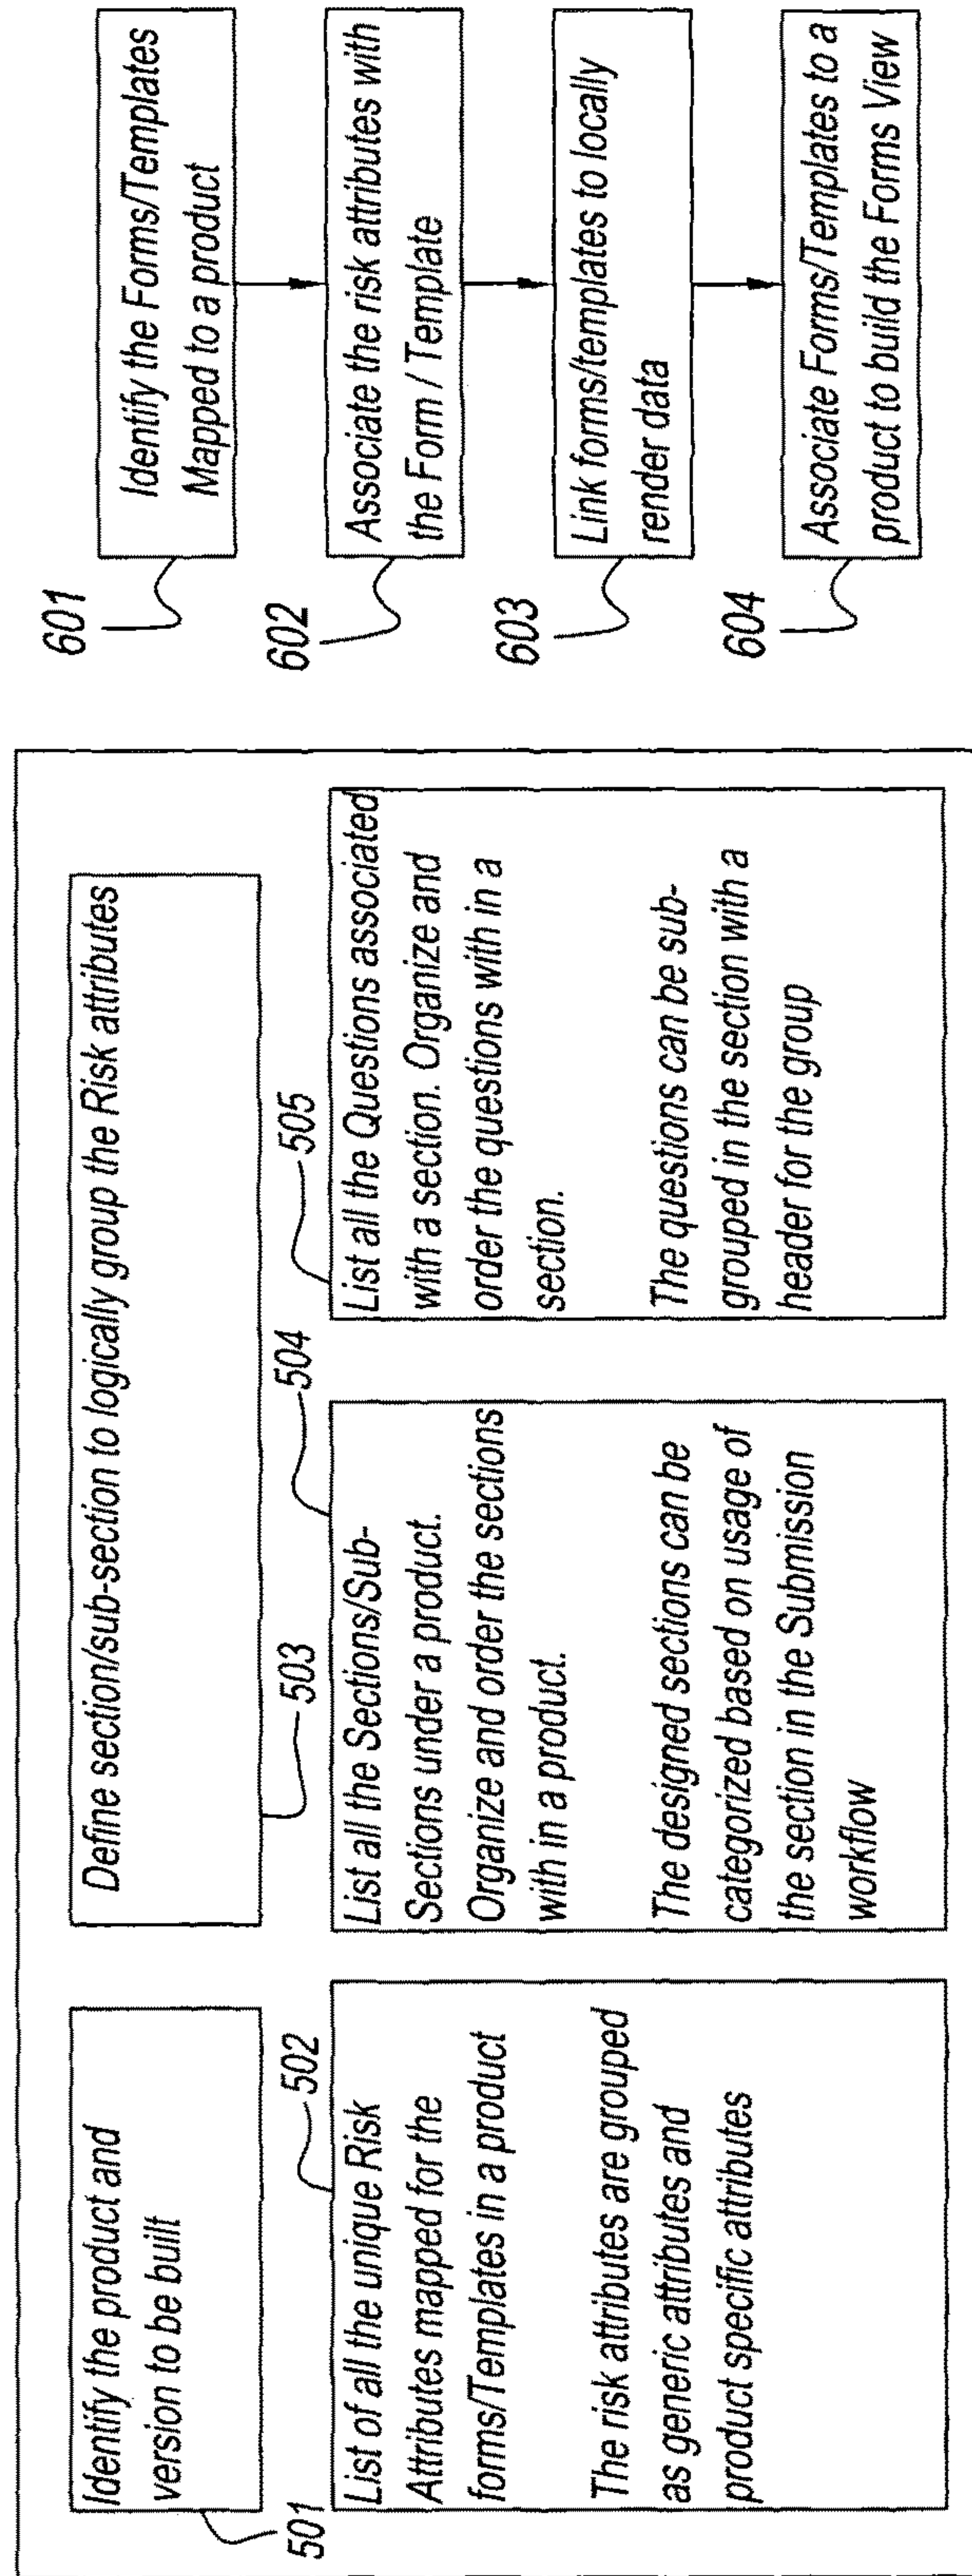 Identify the product and
version to be built
501
List of all the unique Risk
Attributes mapped for the
forms/Templates in a product
The risk attributes are grouped
as generic attributes and
product specific attributes
502
Define section/sub-section to logically group the Risk attributes
503
List all the Sections/Sub-
Sections under a product.
Organize and order the sections
with in a product.
The designed sections can be
categorized based on usage of
the section in the Submission
workflow
504
List all the Questions associated
with a section. Organize and
order the questions with in a
section.
The questions can be sub-
grouped in the section with a
header for the group
505
601
Identify the Forms/Templates
Mapped to a product
602
Associate the risk attributes with
the Form / Template
603
Link forms/templates to locally
render data
604
Associate Forms/Templates to a
product to build the Forms View